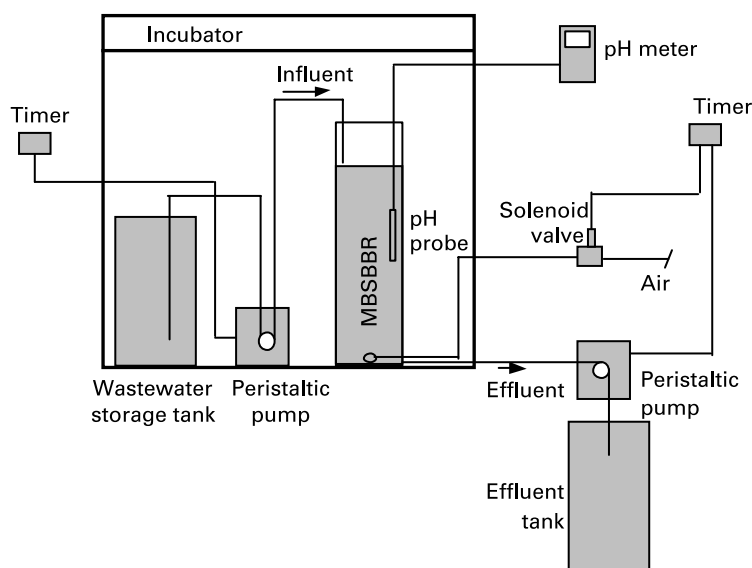 Incubator
Influent
pH meter
Timer
Timer
Solenoid
valve
pH
probe
MBSBBR
Air
Wastewater
storage tank
Peristaltic
pump
Effluent
Peristaltic
pump
Effluent
tank